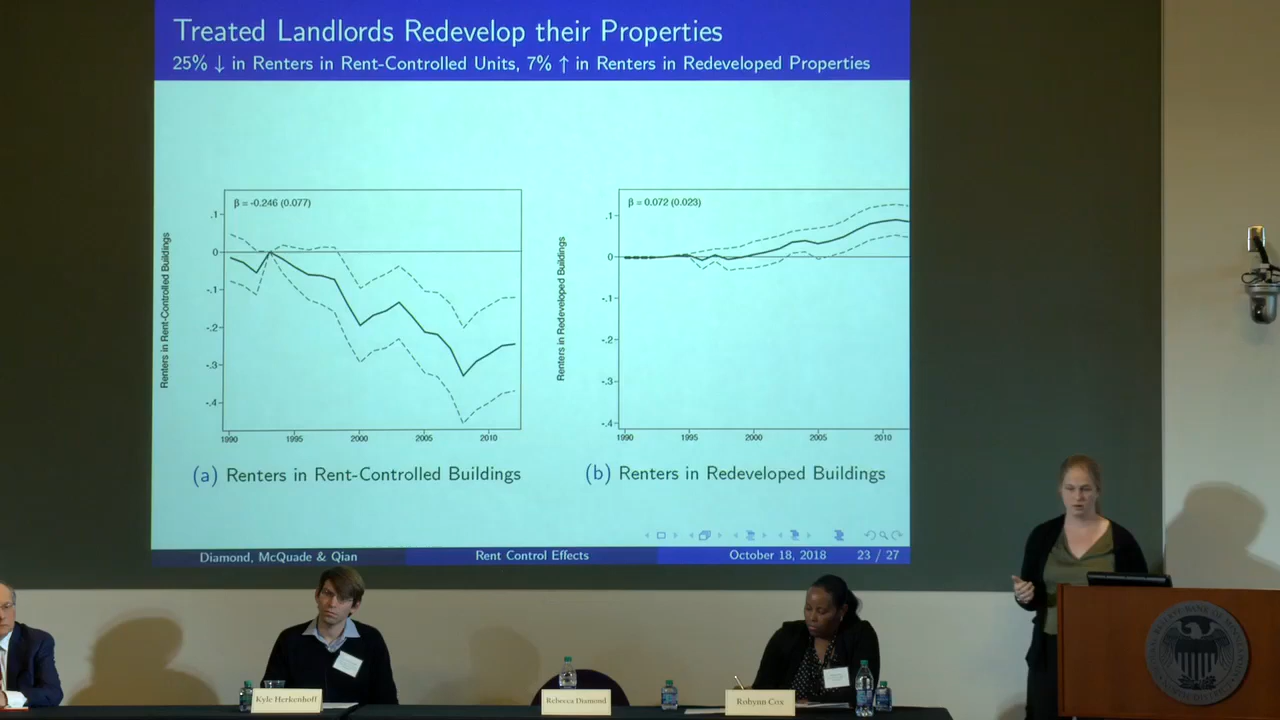 Treated Landlords Redevelop their Properties
25% ↓ in Renters in Rent-Controlled Units, 7% ↑ in Renters in Redeveloped Properties
β = -0.246 (0.077)
.1
0
-.1
-.2
-.3
-.4
Renters in Rent-Controlled Buildings
1990 1995 2000 2005 2010
(a) Renters in Rent-Controlled Buildings
β = 0.072 (0.023)
.1
0
-.1
-.2
-.3
-.4
Renters in Redeveloped Buildings
1990 1995 2000 2005 2010
(b) Renters in Redeveloped Buildings
Diamond, McQuade & Qian Rent Control Effects October 18, 2018 23 / 27
Kyle Herkenhoff
Rebecca Diamond
Robynn Cox